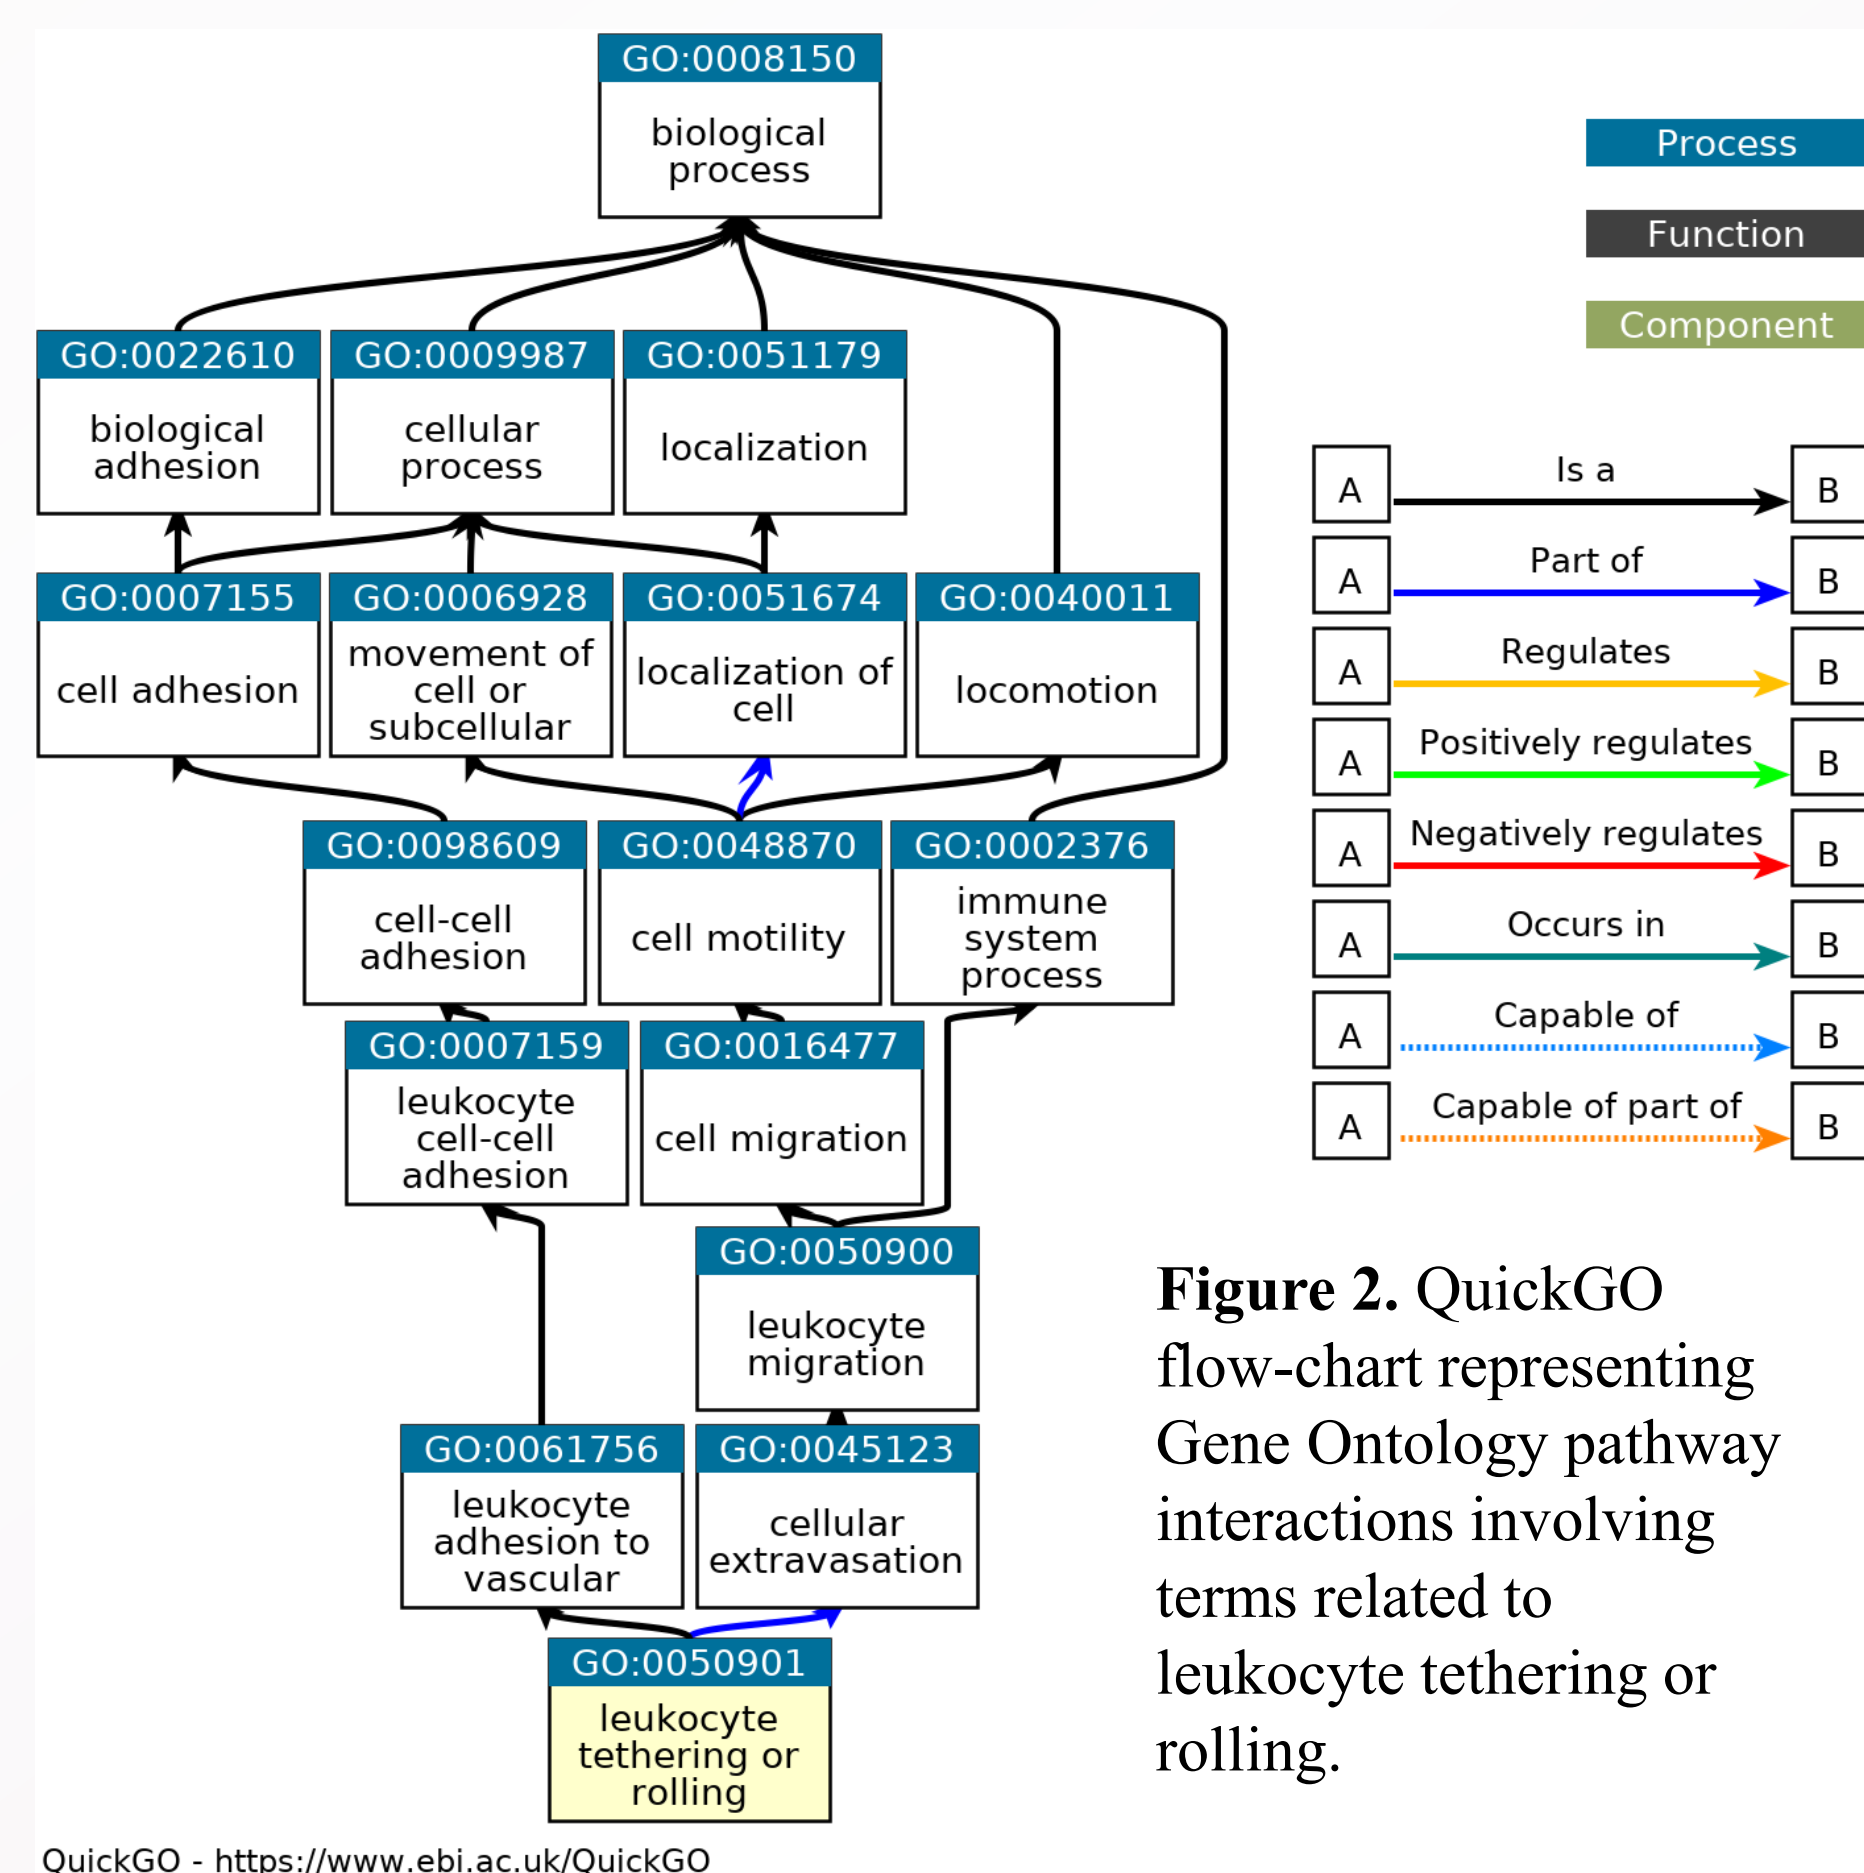 GO:0008150
biological
process
GO:0022610
biological
adhesion
GO:0009987
cellular
process
GO:0051179
localization
GO:0007155
cell adhesion
GO:0006928
movement of
cell or
subcellular
GO:0051674
localization of
cell
GO:0040011
locomotion
GO:0098609
cell-cell
adhesion
GO:0048870
cell motility
GO:0002376
immune
system
process
GO:0007159
leukocyte
cell-cell
adhesion
GO:0016477
cell migration
GO:0050900
leukocyte
migration
GO:0061756
leukocyte
adhesion to
vascular
GO:0045123
cellular
extravasation
GO:0050901
leukocyte
tethering or
rolling
QuickGO - https://www.ebi.ac.uk/QuickGO
Process
Function
Component
A Is a B
A Part of B
A Regulates B
A Positively regulates B
A Negatively regulates B
A Occurs in B
A Capable of B
A Capable of part of B
Figure 2. QuickGO
flow-chart representing
Gene Ontology pathway
interactions involving
terms related to
leukocyte tethering or
rolling.